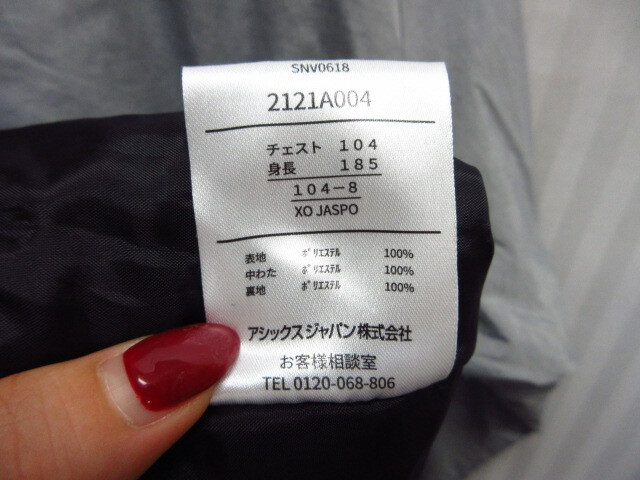 SNV0618
2121A004
チェスト 104
身長 185
104-8
XO JASPO
表地 ﾎﾟﾘｴｽﾃﾙ 100%
中わた ﾎﾟﾘｴｽﾃﾙ 100%
裏地 ﾎﾟﾘｴｽﾃﾙ 100%
アシックスジャパン株式会社
お客様相談室
TEL 0120-068-806